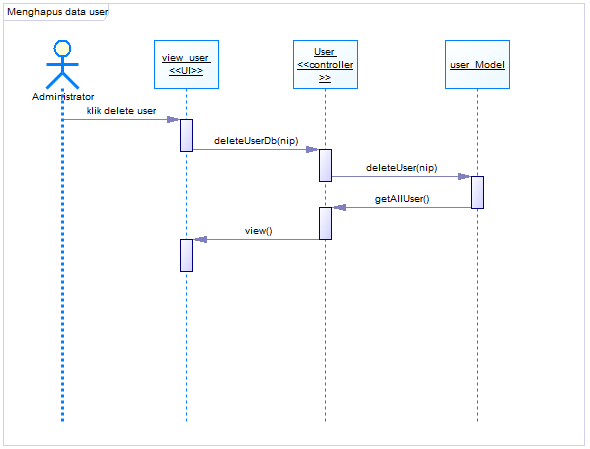 Menghapus data user
view_user
<<UI>>
User
<<controller
>>
user_Model
Administrator
klik delete user
deleteUserDb(nip)
deleteUser(nip)
getAllUser()
view()